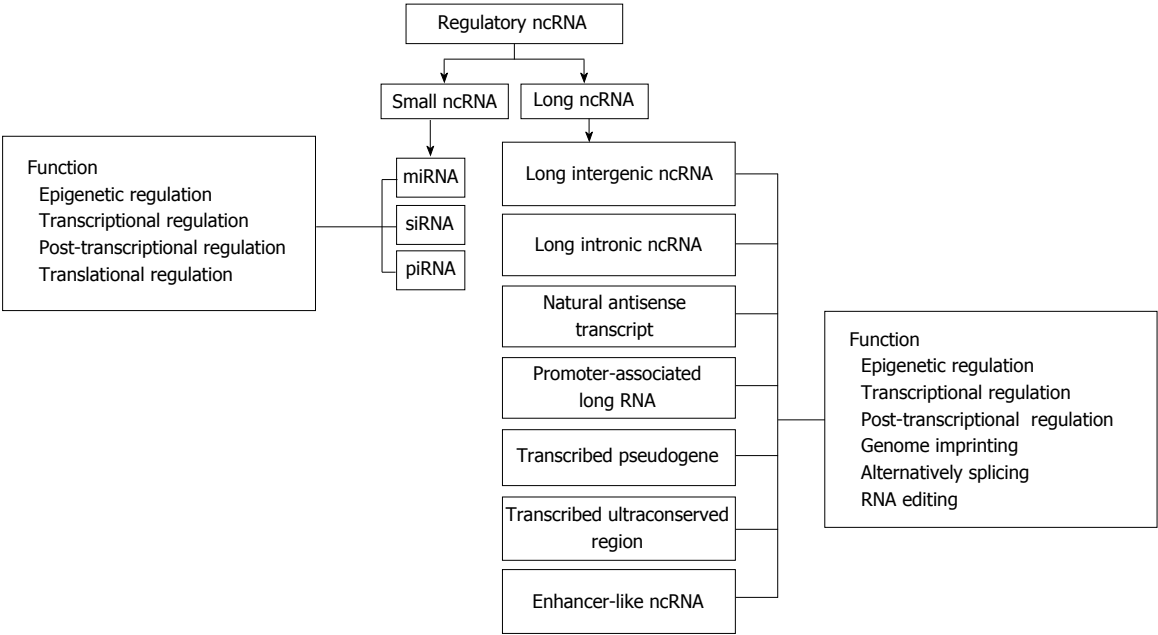 Regulatory ncRNA
Small ncRNA
Long ncRNA
Function
Epigenetic regulation
Transcriptional regulation
Post-transcriptional regulation
Translational regulation
miRNA
siRNA
piRNA
Long intergenic ncRNA
Long intronic ncRNA
Natural antisense
transcript
Promoter-associated
long RNA
Transcribed pseudogene
Transcribed ultraconserved
region
Enhancer-like ncRNA
Function
Epigenetic regulation
Transcriptional regulation
Post-transcriptional regulation
Genome imprinting
Alternatively splicing
RNA editing